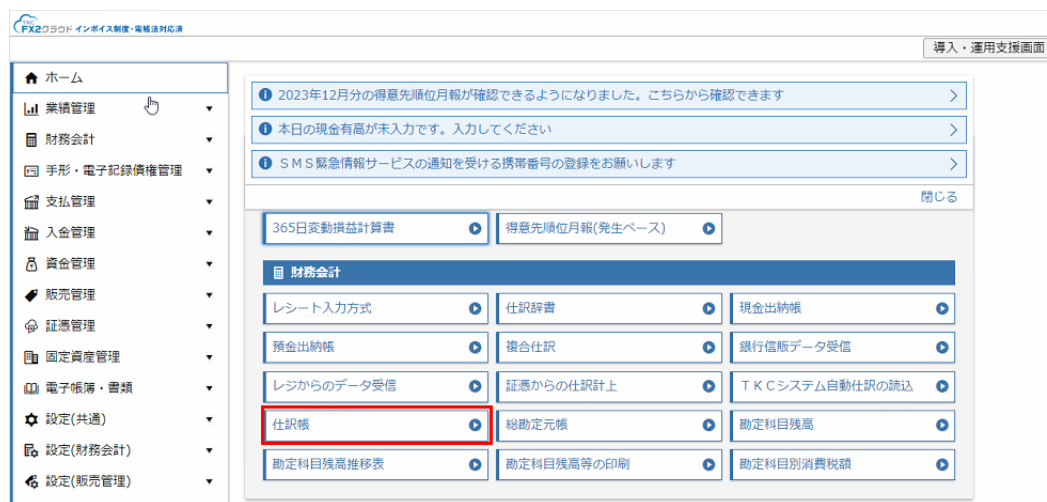 TKC
FX2クラウド インボイス制度・電帳法対応済
導入・運用支援画面
ホーム
業績管理
財務会計
手形・電子記録債権管理
支払管理
入金管理
資金管理
販売管理
証憑管理
固定資産管理
電子帳簿・書類
設定(共通)
設定(財務会計)
設定(販売管理)
2023年12月分の得意先順位月報が確認できるようになりました。こちらから確認できます
本日の現金有高が未入力です。入力してください
ＳＭＳ緊急情報サービスの通知を受ける携帯番号の登録をお願いします
閉じる
365日変動損益計算書 得意先順位月報(発生ベース)
財務会計
レシート入力方式 仕訳辞書 現金出納帳
預金出納帳 複合仕訳 銀行信販データ受信
レジからのデータ受信 証憑からの仕訳計上 ＴＫＣシステム自動仕訳の読込
仕訳帳 総勘定元帳 勘定科目残高
勘定科目残高推移表 勘定科目残高等の印刷 勘定科目別消費税額